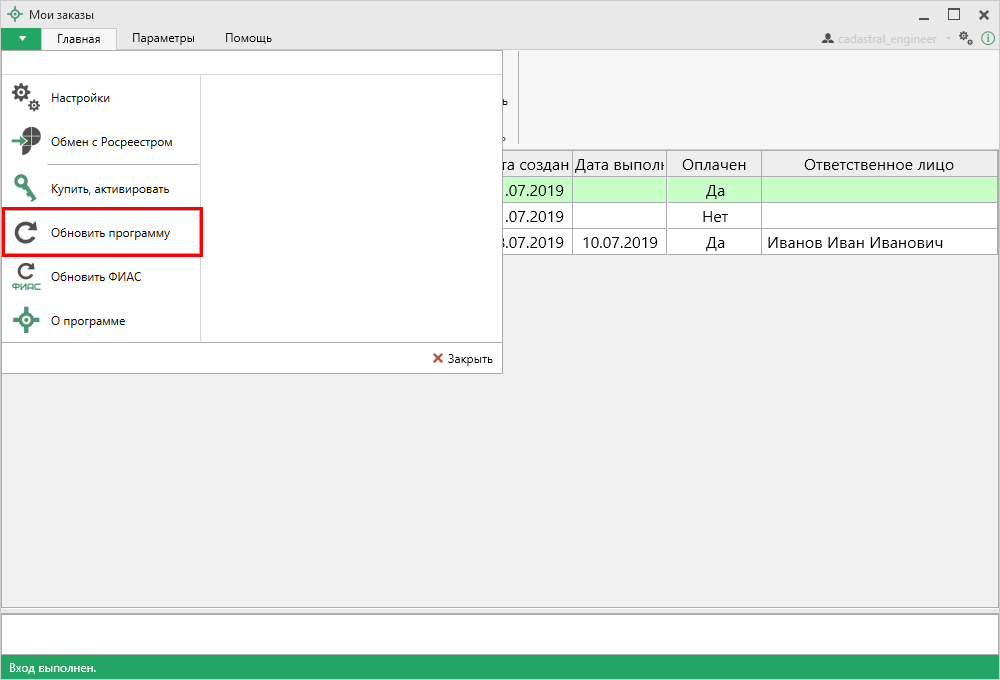 Мои заказы
Главная Параметры Помощь cadastral_engineer
Настройки
Обмен с Росреестром
Купить, активировать
Обновить программу
ФИАС Обновить ФИАС
О программе
Закрыть
та создан Дата выполн Оплачен Ответственное лицо
.07.2019 Да
.07.2019 Нет
.07.2019 10.07.2019 Да Иванов Иван Иванович
Вход выполнен.